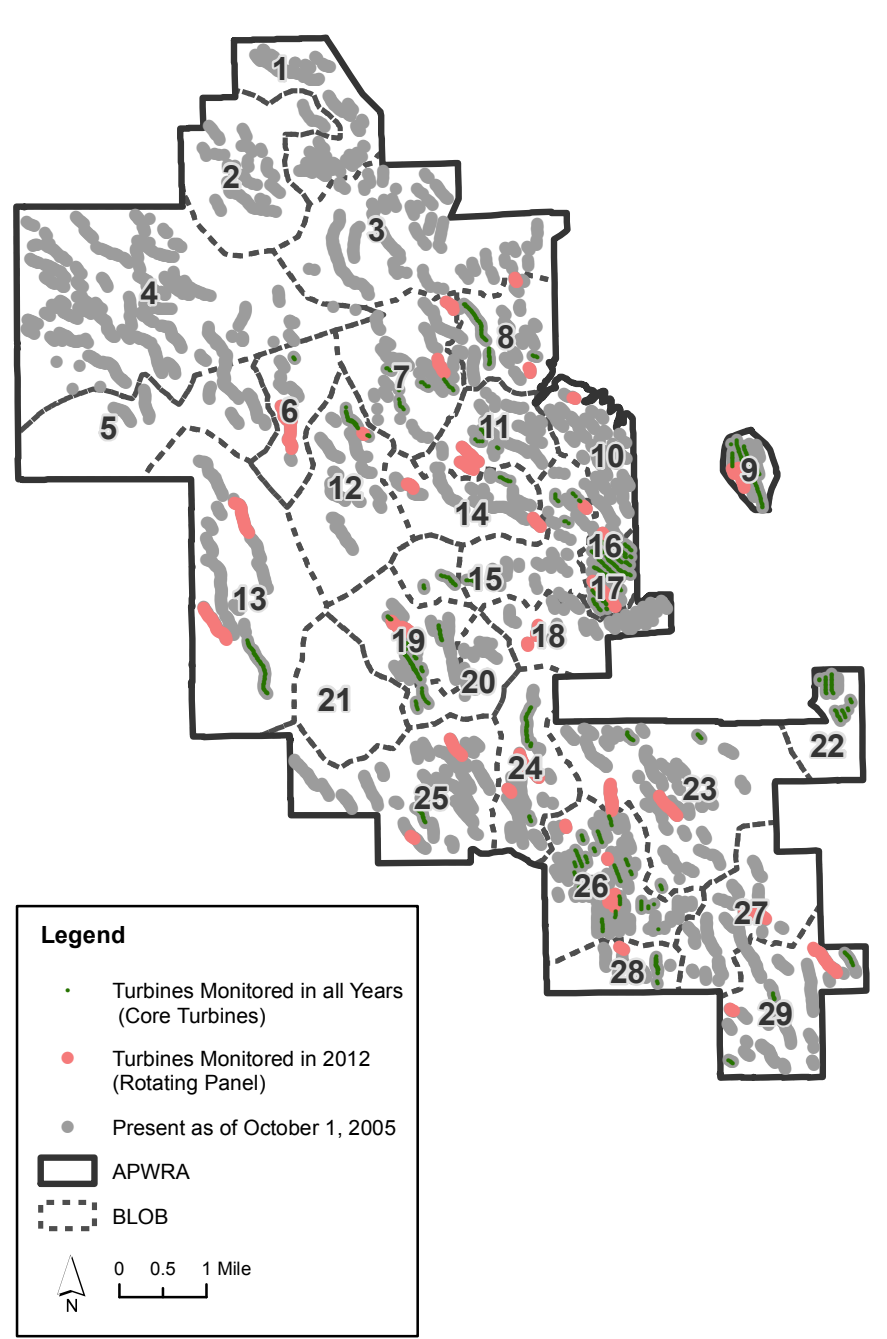 1
2
3
4
8
7
6
5
11
10
9
12
14
16
15
17
13
18
19
20
21
22
24
23
25
26
27
28
29
Legend
Turbines Monitored in all Years
(Core Turbines)
Turbines Monitored in 2012
(Rotating Panel)
Present as of October 1, 2005
APWRA
BLOB
0 0.5 1 Mile
N